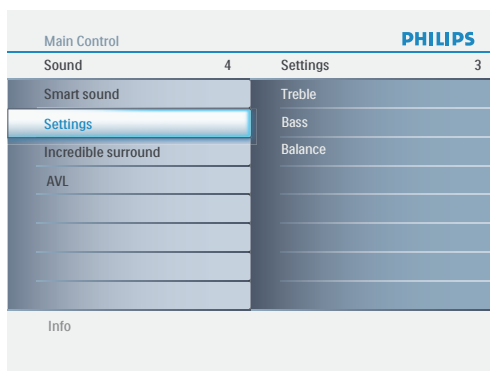 Main Control
PHILIPS
Sound 4
Settings 3
Smart sound
Settings
Incredible surround
AVL
Treble
Bass
Balance
Info